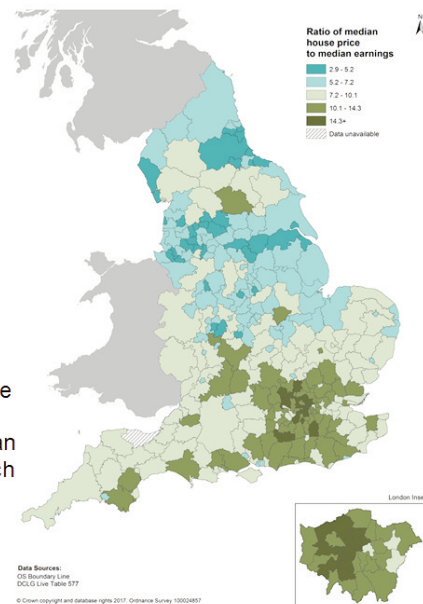 N
Ratio of median
house price
to median earnings
2.9 - 5.2
5.2 - 7.2
7.2 - 10.1
10.1 - 14.3
14.3+
Data unavailable
London Inse
Data Sources:
OS Boundary Line
DCLG Live Table 577
© Crown copyright and database rights 2017. Ordnance Survey 100024857